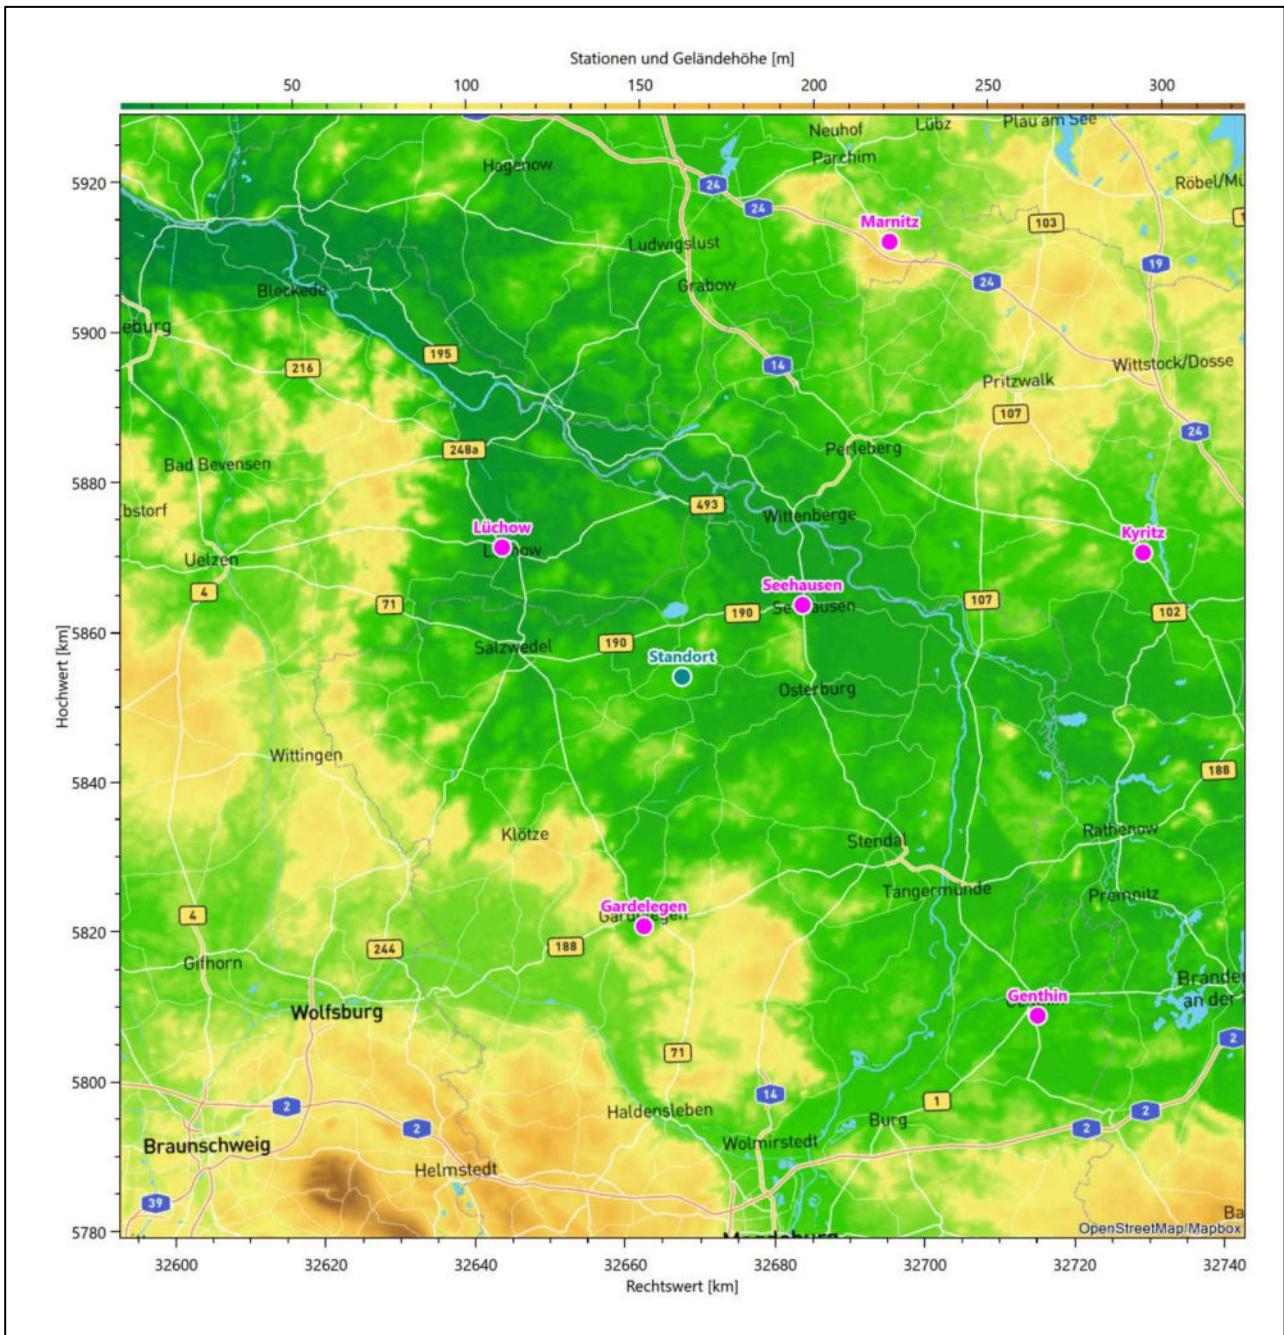 Stationen und Geländehöhe [m]
50 100 150 200 250 300
Neuhof Lübz Plau am See
Parchim
Hagenow
5920
24
Röbel/Mü
24
Marnitz
103
Ludwigslust
19
Bleckede
Grabow
24
eburg
5900
195
14
Wittstock/Dosse
216
Pritzwalk
107
24
248a
Perleberg
Bad Bevensen
5880
493
bstorf
Wittenberge
Lüchow
Kyritz
Uelzen
Seehausen
4
71
107
190
102
5860
190
Salzwedel
Standort
Osterburg
Wittingen
188
5840
Klötze
Stendal
Rathenow
Tangermünde
Premnitz
Gardelegen
4
5820
244
188
Gifhorn
Branden
an der
Genthin
Wolfsburg
71
2
5800
14
2
1
2
Haldensleben
2
Burg
2
Braunschweig
Wolmirstedt
Helmstedt
39
Ba
5780
OpenStreetMap/Mapbox
32600 32620 32640 32660 32680 32700 32720 32740
Rechtswert [km]
Hochwert [km]